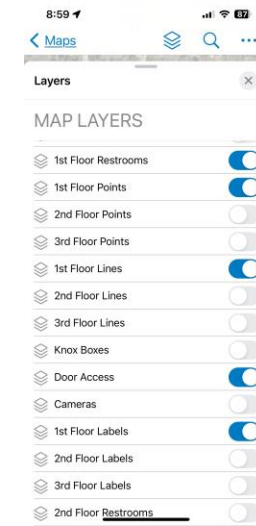 8:59
87
Maps
Layers
MAP LAYERS
1st Floor Restrooms
1st Floor Points
2nd Floor Points
3rd Floor Points
1st Floor Lines
2nd Floor Lines
3rd Floor Lines
Knox Boxes
Door Access
Cameras
1st Floor Labels
2nd Floor Labels
3rd Floor Labels
2nd Floor Restrooms